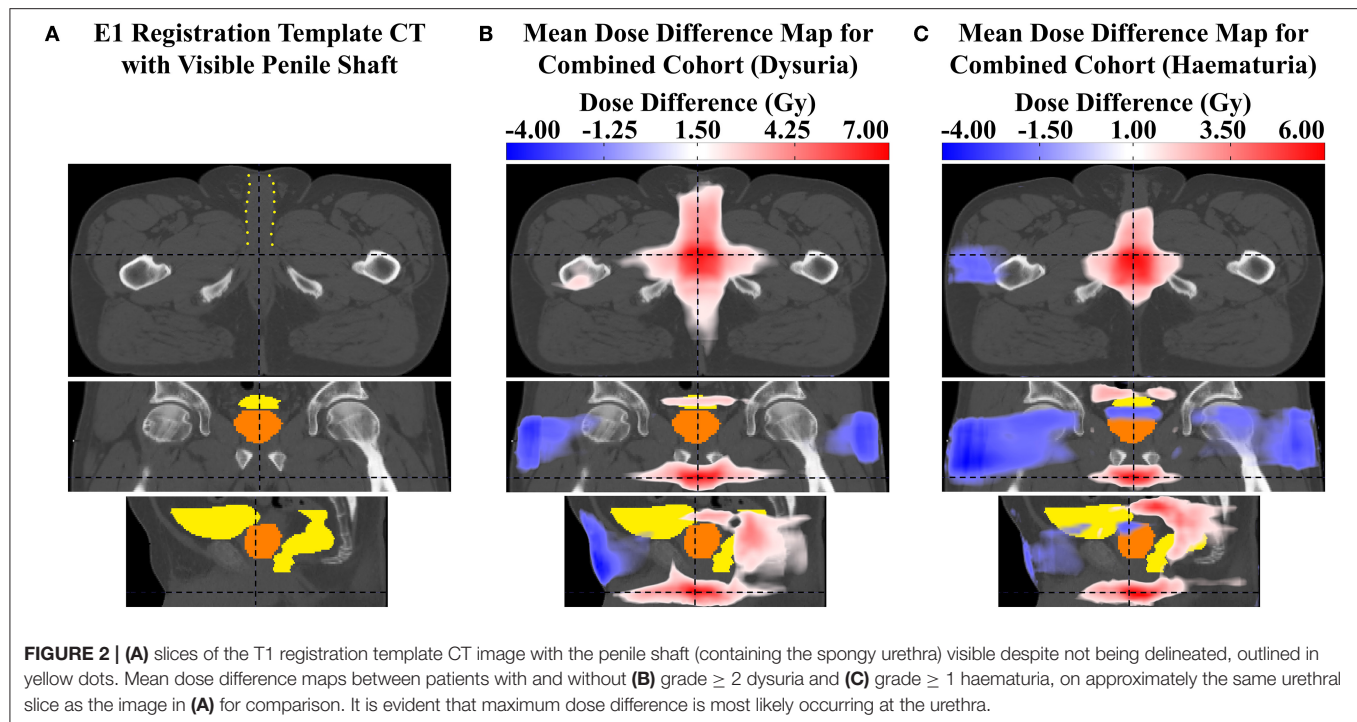 A E1 Registration Template CT
with Visible Penile Shaft
B Mean Dose Difference Map for
Combined Cohort (Dysuria)
Dose Difference (Gy)
-4.00 -1.25 1.50 4.25 7.00
C Mean Dose Difference Map for
Combined Cohort (Haematuria)
Dose Difference (Gy)
-4.00 -1.50 1.00 3.50 6.00
FIGURE 2 | (A) slices of the T1 registration template CT image with the penile shaft (containing the spongy urethra) visible despite not being delineated, outlined in
yellow dots. Mean dose difference maps between patients with and without (B) grade ≥ 2 dysuria and (C) grade ≥ 1 haematuria, on approximately the same urethral
slice as the image in (A) for comparison. It is evident that maximum dose difference is most likely occurring at the urethra.